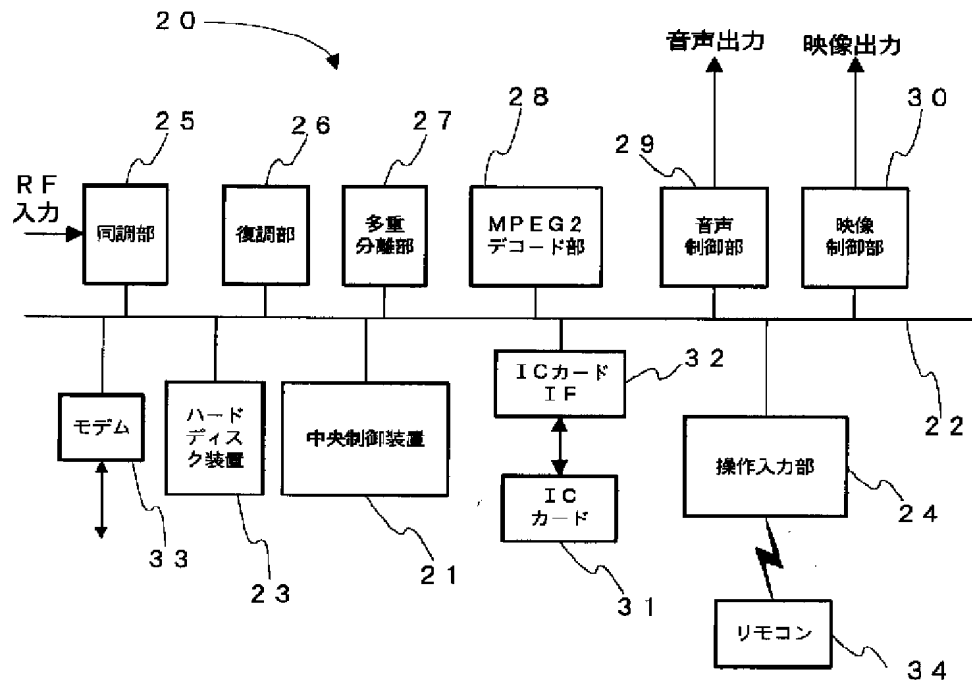 ２０
音声出力
映像出力
２５
２６
２７
２８
２９
３０
ＲＦ
入力
同調部
復調部
多重
分離部
ＭＰＥＧ２
デコード部
音声
制御部
映像
制御部
モデム
ハード
ディス
ク装置
中央制御装置
ＩＣカード
ＩＦ
３２
２２
ＩＣ
カード
操作入力部
３３
２３
２１
３１
２４
リモコン
３４